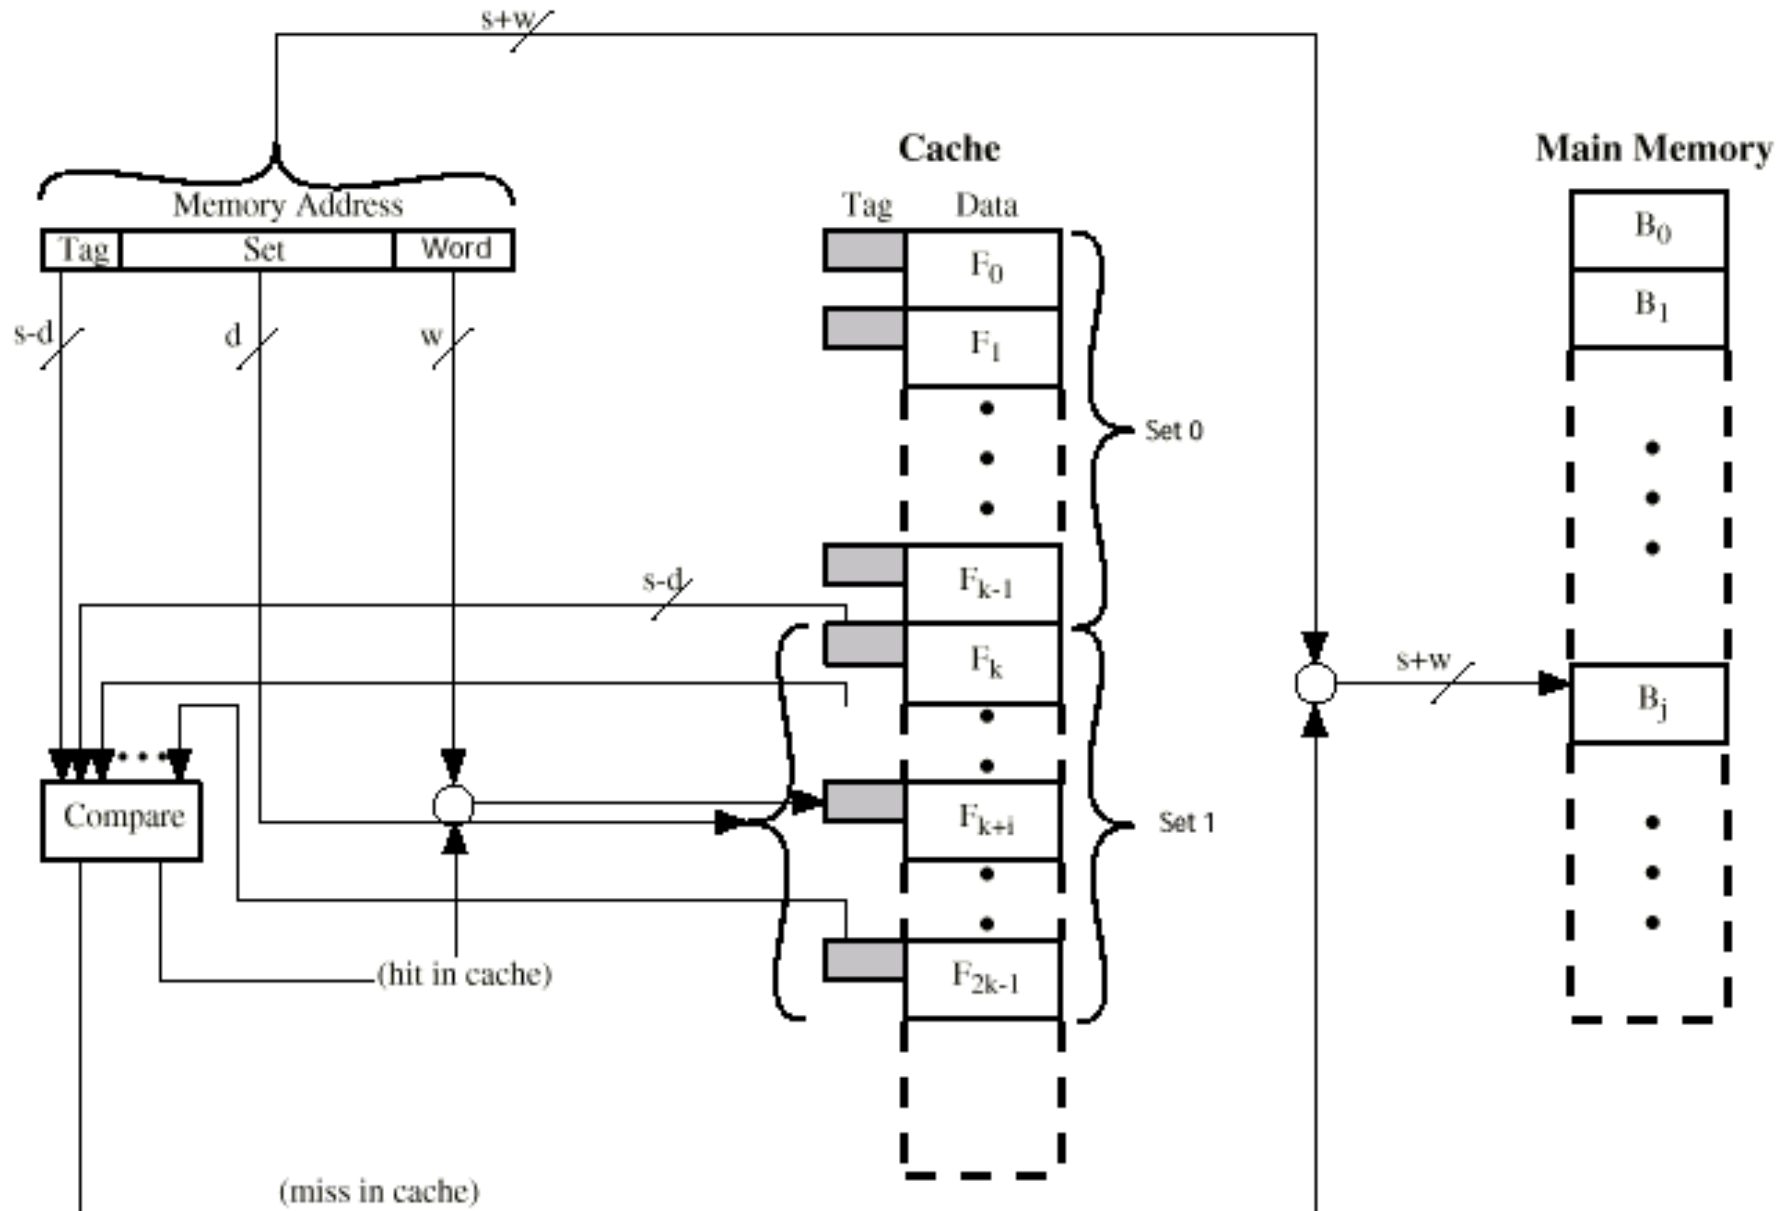 s+w
Cache
Main Memory
Memory Address
Tag Data
Tag Set Word
B0
F0
B1
s-d d w
F1
Set 0
s-d
Fk-1
Fk
s+w
Bj
Compare
Fk+i
Set 1
(hit in cache)
F2k-1
(miss in cache)